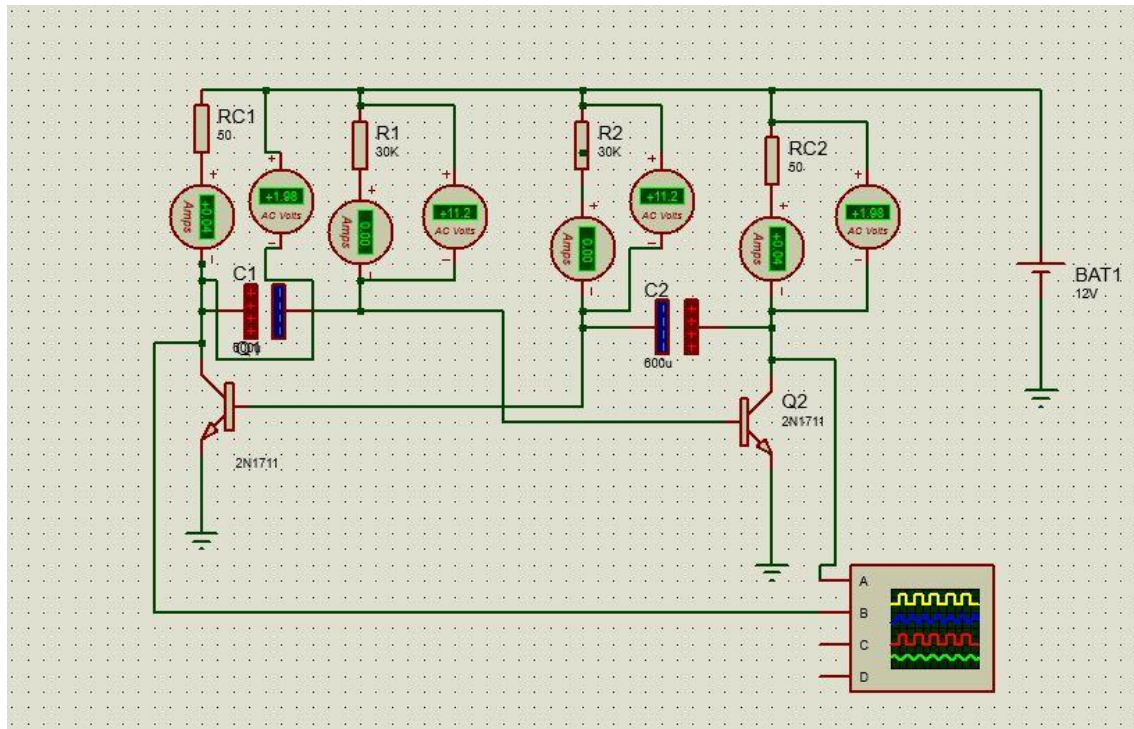 RC1
50
R1
30K
R2
30K
RC2
50
+
+
+
+
+
+
+
+
Amps
+0.04
+1.98
AC Volts
Amps
0.00
+11.2
AC Volts
Amps
0.00
+11.2
AC Volts
Amps
+0.04
+1.98
AC Volts
C1
600u
C2
600u
BAT1
12V
2N1711
Q2
2N1711
A
B
C
D